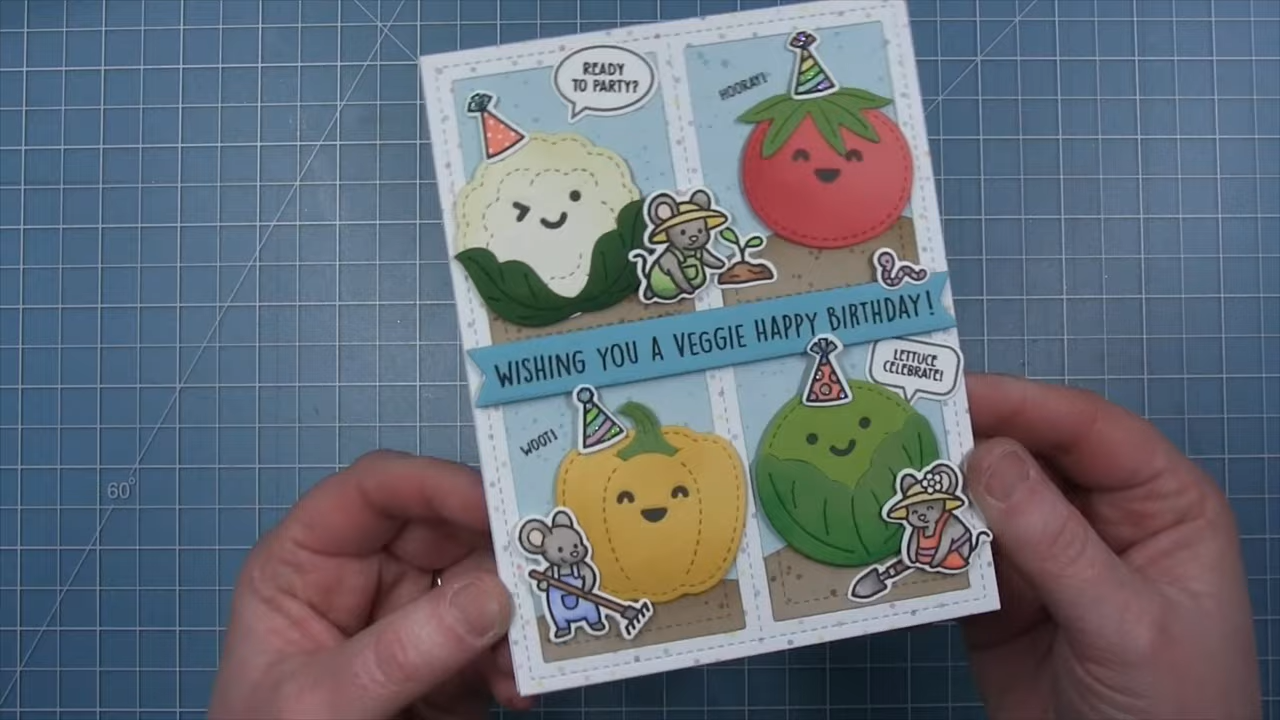 READY
TO PARTY?
HOORAY!
WISHING YOU A VEGGIE HAPPY BIRTHDAY!
LETTUCE
CELEBRATE!
WOOT!
60°